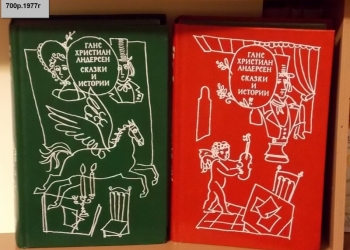 700р.1977г
ГАНС
ХРИСТИАН
АНДЕРСЕН
СКАЗКИ
И
ИСТОРИИ
ГАНС
ХРИСТИАН
АНДЕРСЕН
СКАЗКИ
И
ИСТОРИИ